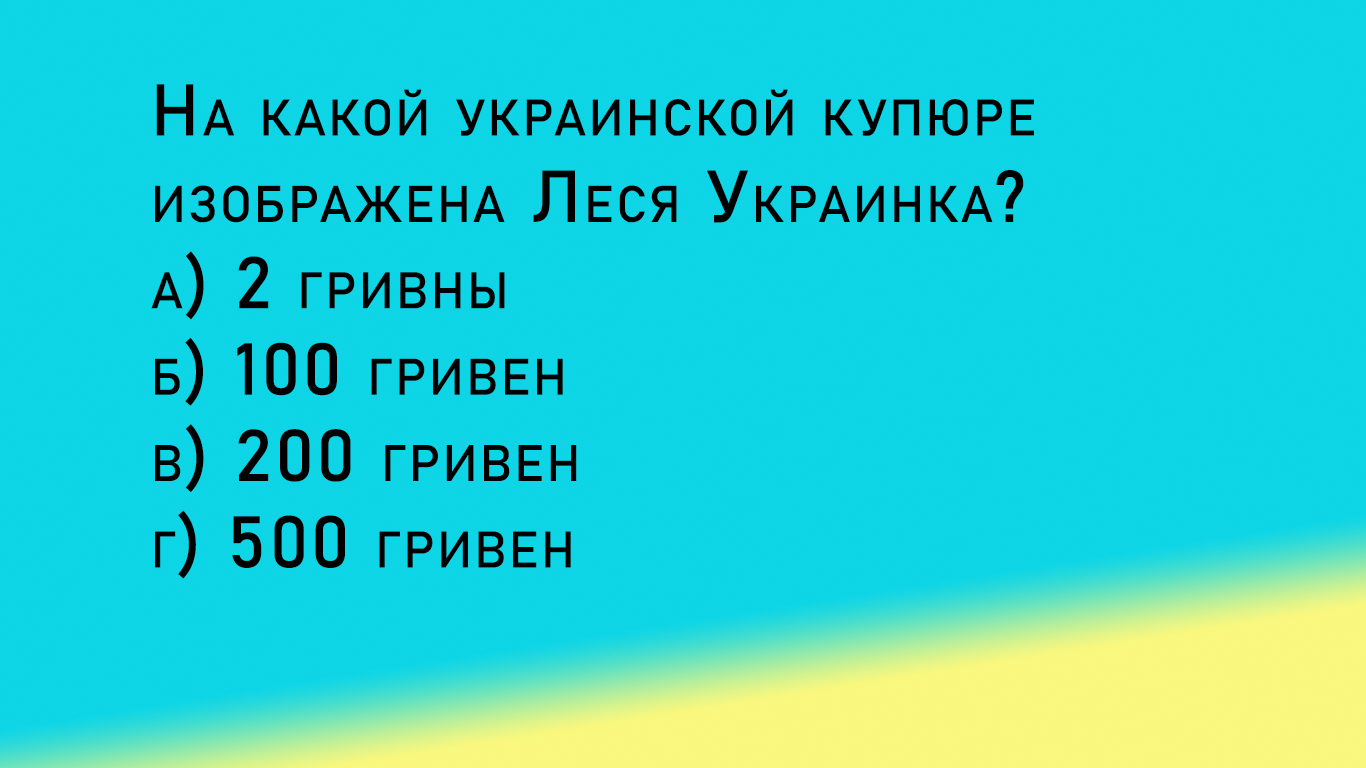 На какой украинской купюре
изображена Леся Украинка?
а) 2 гривны
б) 100 гривен
в) 200 гривен
г) 500 гривен